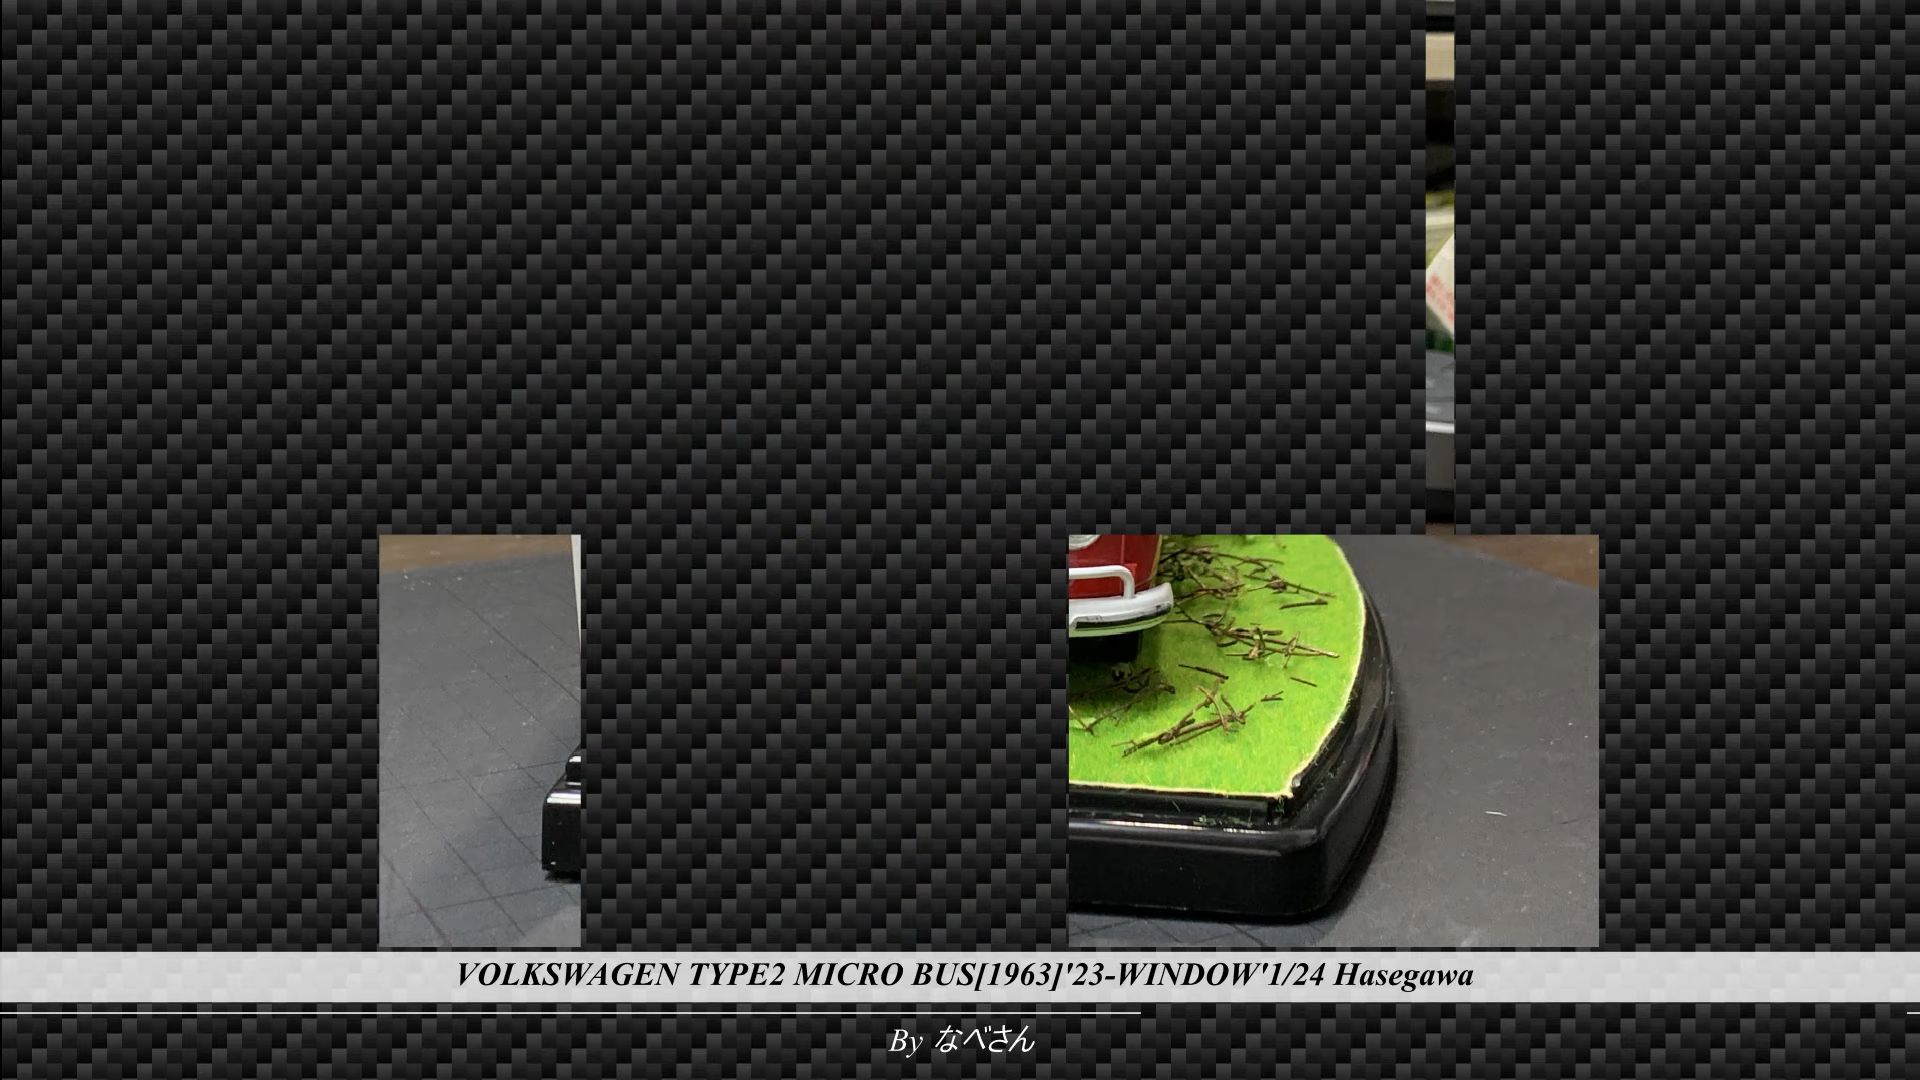 VOLKSWAGEN TYPE2 MICRO BUS[1963]'23-WINDOW'1/24 Hasegawa
By なべさん